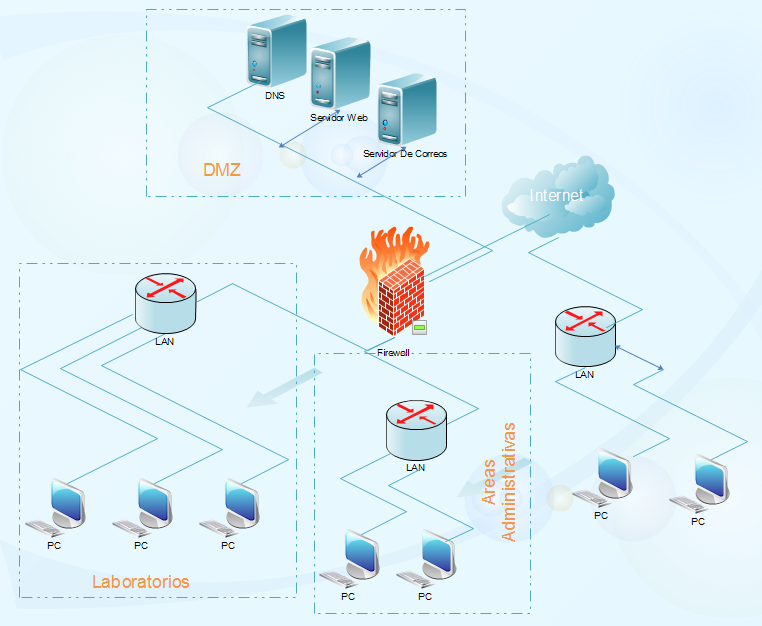 DNS
Servidor Web
Servidor De Correos
DMZ
Internet
LAN
Firewall
LAN
LAN
Areas
Administrativas
PC
PC
PC
PC
PC
Laboratorios
PC
PC